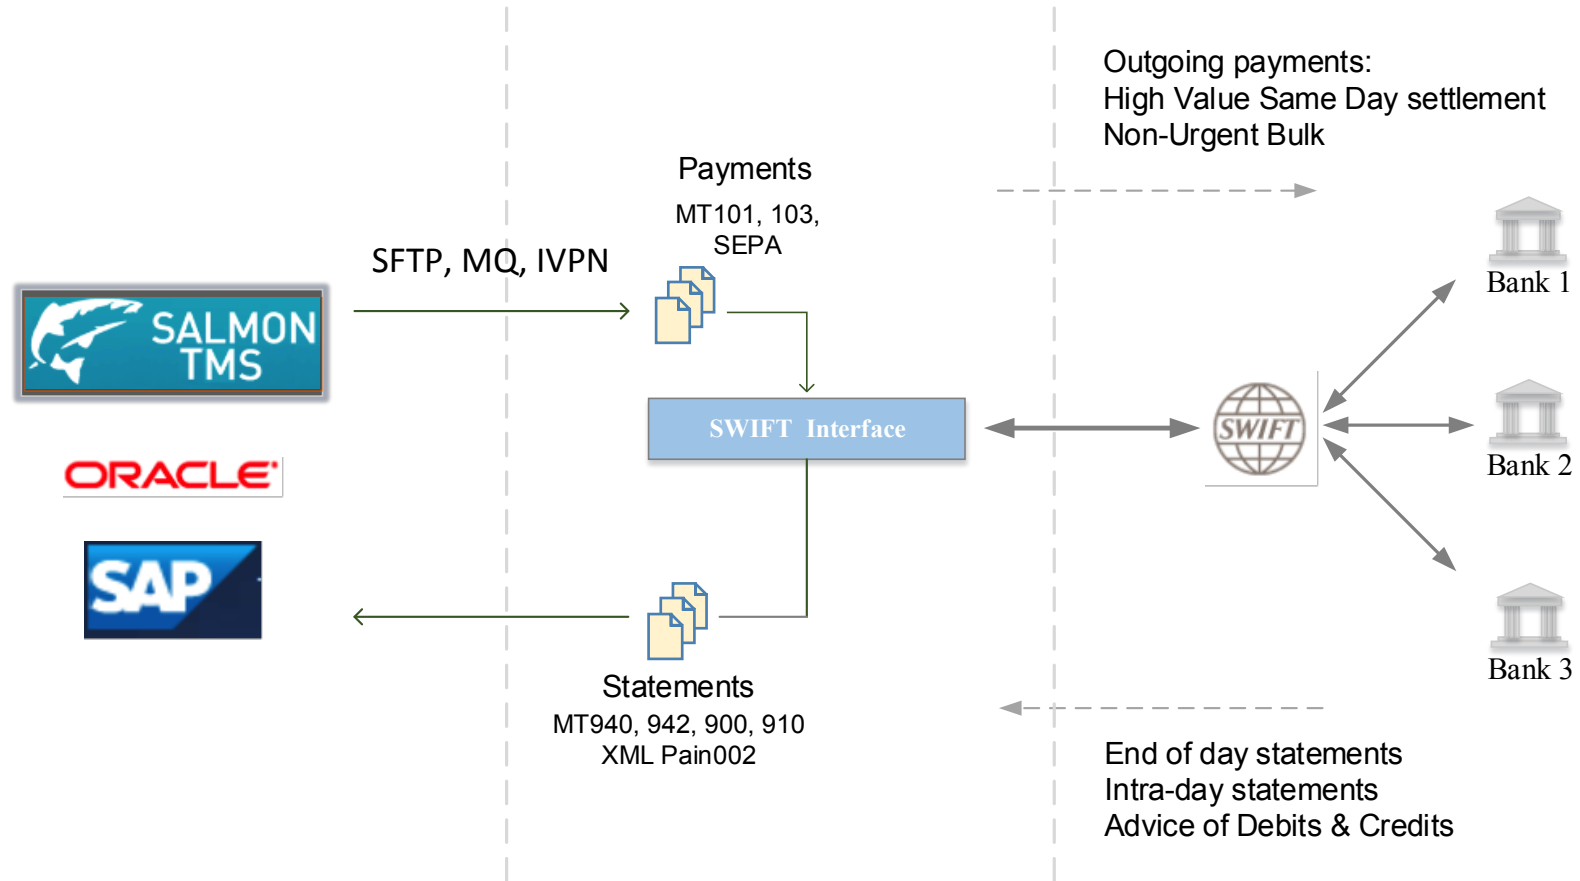 Outgoing payments:
High Value Same Day settlement
Non-Urgent Bulk
Payments
MT101, 103,
SEPA
SFTP, MQ, IVPN
SALMON
TMS
ORACLE
SAP
SWIFT Interface
SWIFT
Bank 1
Bank 2
Bank 3
Statements
MT940, 942, 900, 910
XML Pain002
End of day statements
Intra-day statements
Advice of Debits & Credits